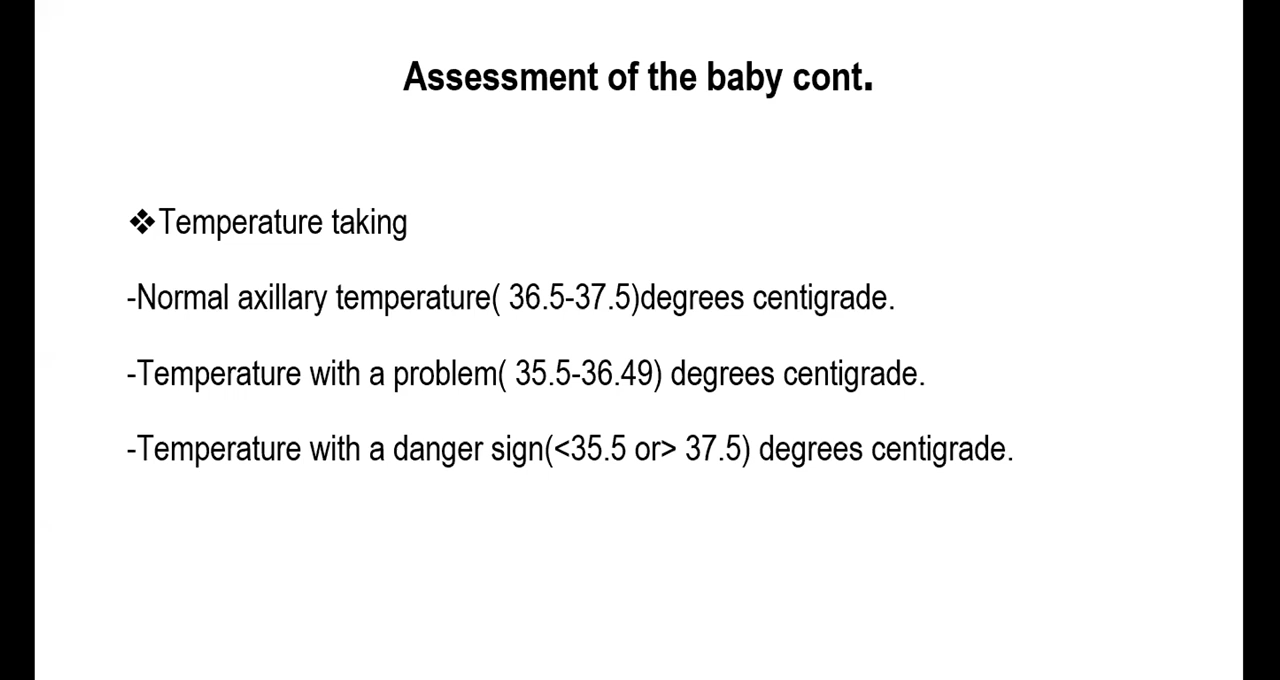 Assessment of the baby cont.
❖Temperature taking
-Normal axillary temperature( 36.5-37.5)degrees centigrade.
-Temperature with a problem( 35.5-36.49) degrees centigrade.
-Temperature with a danger sign(<35.5 or> 37.5) degrees centigrade.